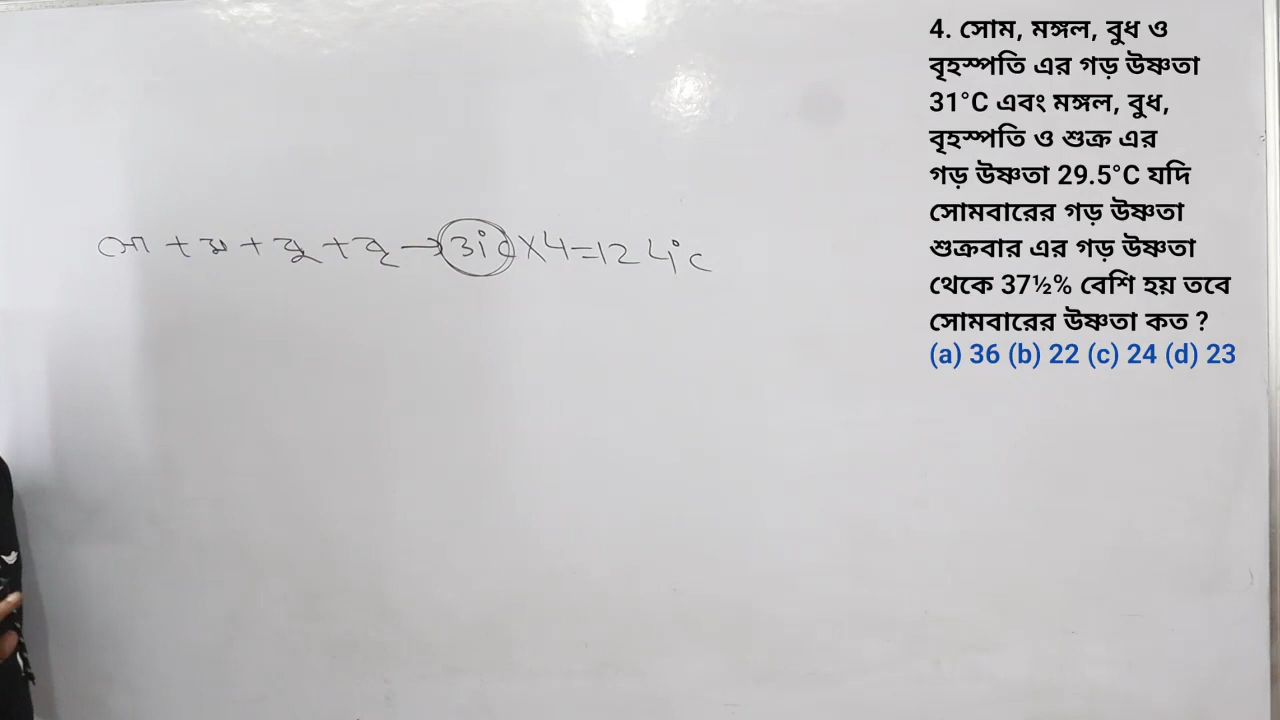 সো + ম + বু + বৃ → 31°C × 4 = 124°C
4. সোম, মঙ্গল, বুধ ও
বৃহস্পতি এর গড় উষ্ণতা
31°C এবং মঙ্গল, বুধ,
বৃহস্পতি ও শুক্র এর
গড় উষ্ণতা 29.5°C যদি
সোমবারের গড় উষ্ণতা
শুক্রবার এর গড় উষ্ণতা
থেকে 37½% বেশি হয় তবে
সোমবারের উষ্ণতা কত ?
(a) 36 (b) 22 (c) 24 (d) 23